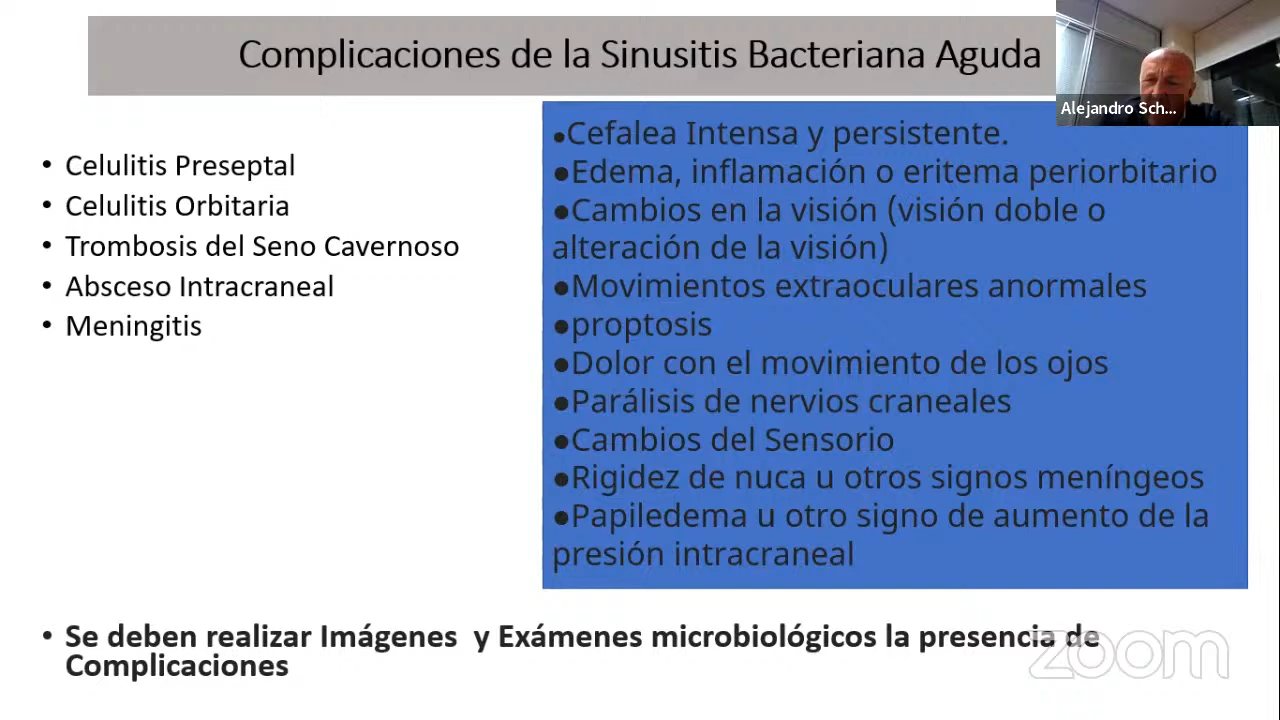 Complicaciones de la Sinusitis Bacteriana Aguda
Alejandro Sch...
• Celulitis Preseptal
• Celulitis Orbitaria
• Trombosis del Seno Cavernoso
• Absceso Intracraneal
• Meningitis
●Cefalea Intensa y persistente.
●Edema, inflamación o eritema periorbitario
●Cambios en la visión (visión doble o
alteración de la visión)
●Movimientos extraoculares anormales
●proptosis
●Dolor con el movimiento de los ojos
●Parálisis de nervios craneales
●Cambios del Sensorio
●Rigidez de nuca u otros signos meníngeos
●Papiledema u otro signo de aumento de la
presión intracraneal
• Se deben realizar Imágenes y Exámenes microbiológicos la presencia de
Complicaciones
zoom